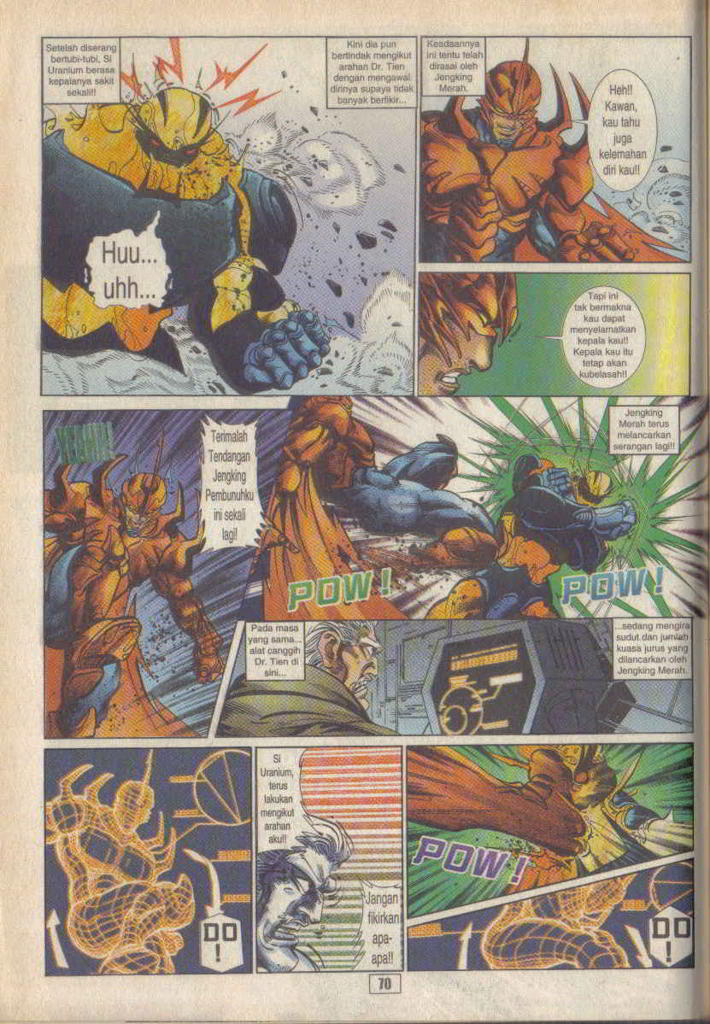 Setelah diserang
bertubi-tubi, Si
Uranium berasa
kepalanya sakit
sekali!!
Kini dia pun
bertindak mengikut
arahan Dr. Tien
dengan mengawal
dirinya supaya tidak
banyak berfikir...
Huu...
uhh...
Keadaannya
ini tentu telah
dirasai oleh
Jengking
Merah.
Heh!!
Kawan,
kau tahu
juga
kelemahan
diri kau!!
Tapi ini
tak bermakna
kau dapat
menyelamatkan
kepala kau!!
Kepala kau itu
tetap akan
kubelasah!!
Terimalah
Tendangan
Jengking
Pembunuhku
ini sekali
lagi!
Jengking
Merah terus
melancarkan
serangan lagi!!
POW!
POW!
Pada masa
yang sama...
alat canggih
Dr. Tien di
sini...
...sedang mengira
sudut dan jumlah
kuasa jurus yang
dilancarkan oleh
Jengking Merah.
DO
!
Si
Uranium,
terus
lakukan
mengikut
arahan
aku!!
Jangan
fikirkan
apa-
apa!!
POW!
DO
!
70